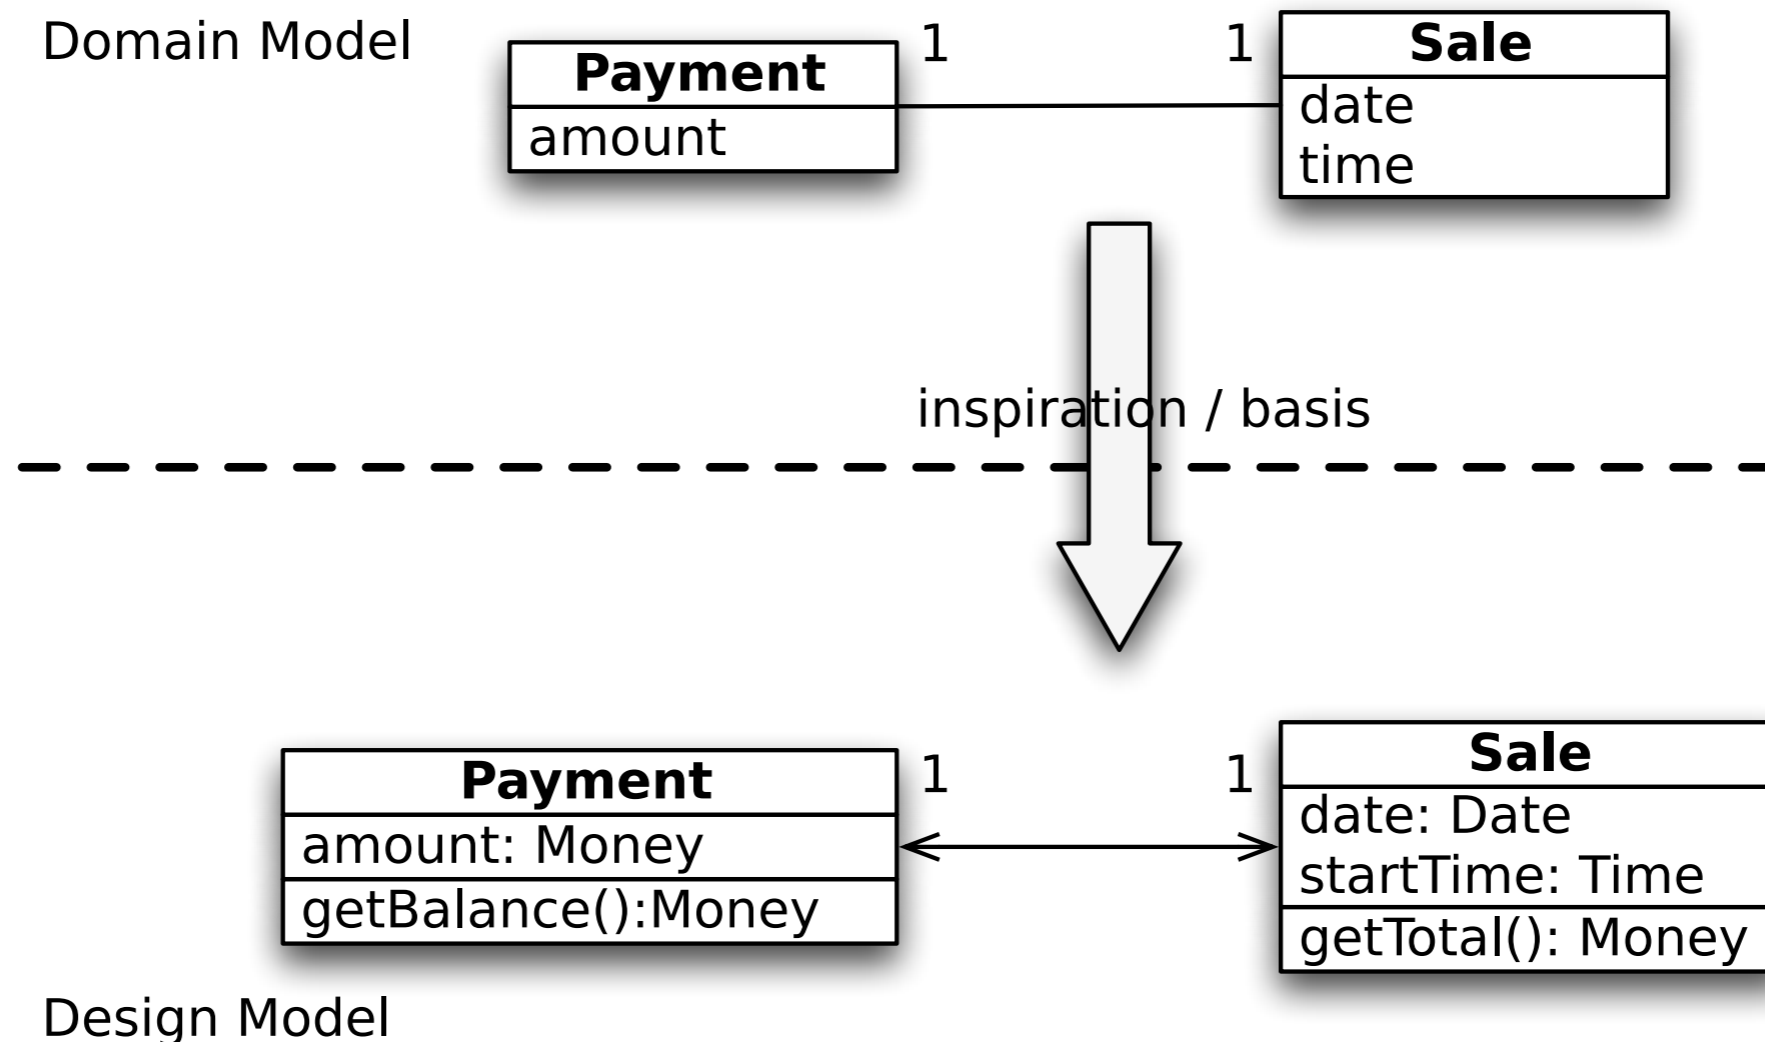 Domain Model
Payment
amount
1
1
Sale
date
time
inspiration / basis
Payment
amount: Money
getBalance():Money
1
1
Sale
date: Date
startTime: Time
getTotal(): Money
Design Model